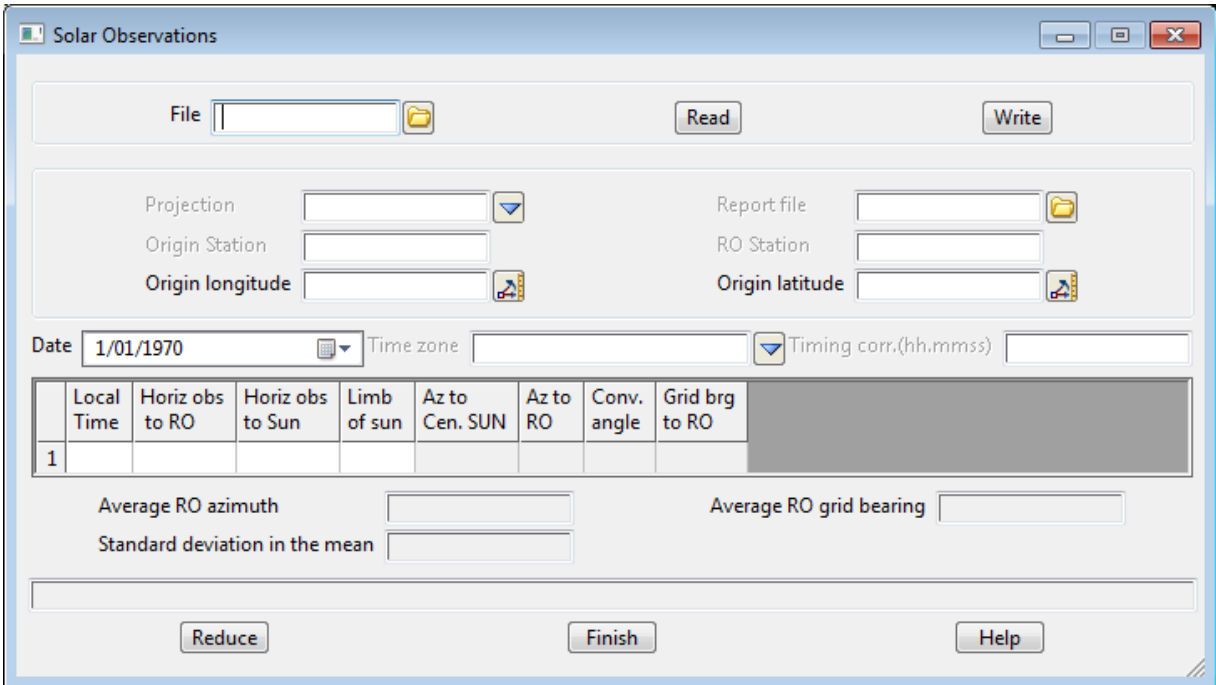 Solar Observations
File Read Write
Projection Report file
Origin Station RO Station
Origin longitude Origin latitude
Date 1/01/1970 Time zone Timing corr.(hh.mmss)
Local Horiz obs Horiz obs Limb Az to Az to Conv. Grid brg
Time to RO to Sun of sun Cen. SUN RO angle to RO
1
Average RO azimuth Average RO grid bearing
Standard deviation in the mean
Reduce Finish Help